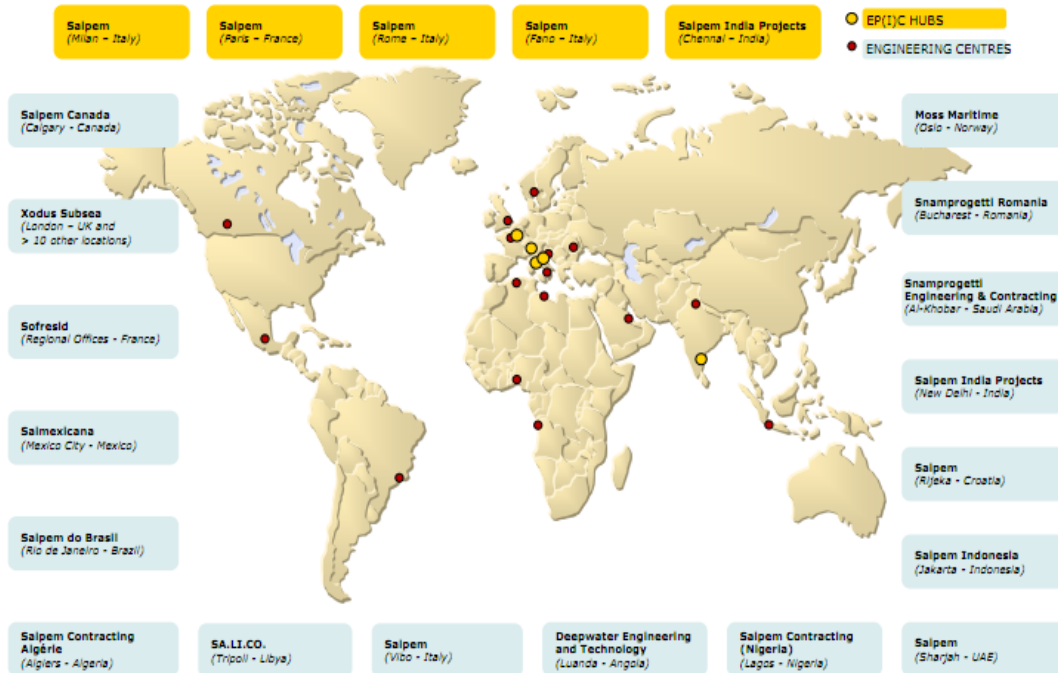 Saipem
(Milan – Italy)
Saipem
(Paris – France)
Saipem
(Rome – Italy)
Saipem
(Fano – Italy)
Saipem India Projects
(Chennai – India)
EP(I)C HUBS
ENGINEERING CENTRES
Saipem Canada
(Calgary - Canada)
Xodus Subsea
(London – UK and
> 10 other locations)
Sofresid
(Regional Offices - France)
Saimexicana
(Mexico City - Mexico)
Saipem do Brasil
(Rio de Janeiro - Brazil)
Moss Maritime
(Oslo - Norway)
Snamprogetti Romania
(Bucharest - Romania)
Snamprogetti
Engineering & Contracting
(Al-Khobar - Saudi Arabia)
Saipem India Projects
(New Delhi - India)
Saipem
(Rijeka - Croatia)
Saipem Indonesia
(Jakarta - Indonesia)
Saipem Contracting
Algérie
(Algiers - Algeria)
SA.LI.CO.
(Tripoli - Libya)
Saipem
(Vibo - Italy)
Deepwater Engineering
and Technology
(Luanda - Angola)
Saipem Contracting
(Nigeria)
(Lagos - Nigeria)
Saipem
(Sharjah - UAE)